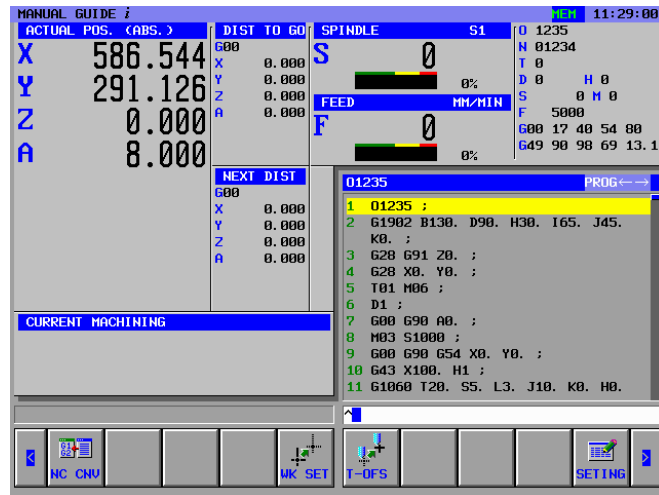 MANUAL GUIDE i
MEM 11:29:00
ACTUAL POS. (ABS.)
X 586.544
Y 291.126
Z 0.000
A 8.000
DIST TO GO
G00
X 0.000
Y 0.000
Z 0.000
A 0.000
SPINDLE S1
S 0
0%
FEED MM/MIN
F 0
0%
O 1235
N 01234
T 0
D 0 H 0
S 0 M 0
F 5000
G00 17 40 54 80
G49 90 98 69 13.1
NEXT DIST
G00
X 0.000
Y 0.000
Z 0.000
A 0.000
O1235 PROG←→
1 O1235 ;
2 G1902 B130. D90. H30. I65. J45.
K0. ;
3 G28 G91 Z0. ;
4 G28 X0. Y0. ;
5 T01 M06 ;
6 D1 ;
7 G00 G90 A0. ;
8 M03 S1000 ;
9 G00 G90 G54 X0. Y0. ;
10 G43 X100. H1 ;
11 G1060 T20. S5. L3. J10. K0. H0.
CURRENT MACHINING
^
< NC CNV WK SET T-OFS SETING >